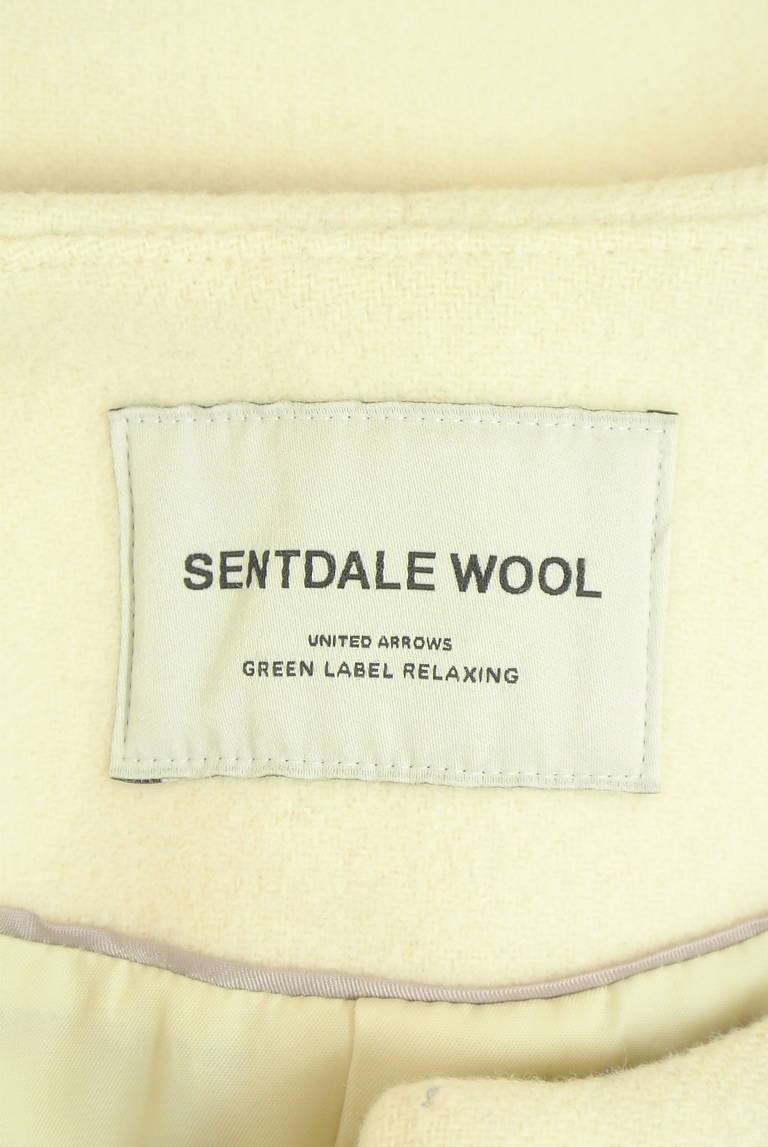 SENTDALE WOOL
UNITED ARROWS
GREEN LABEL RELAXING